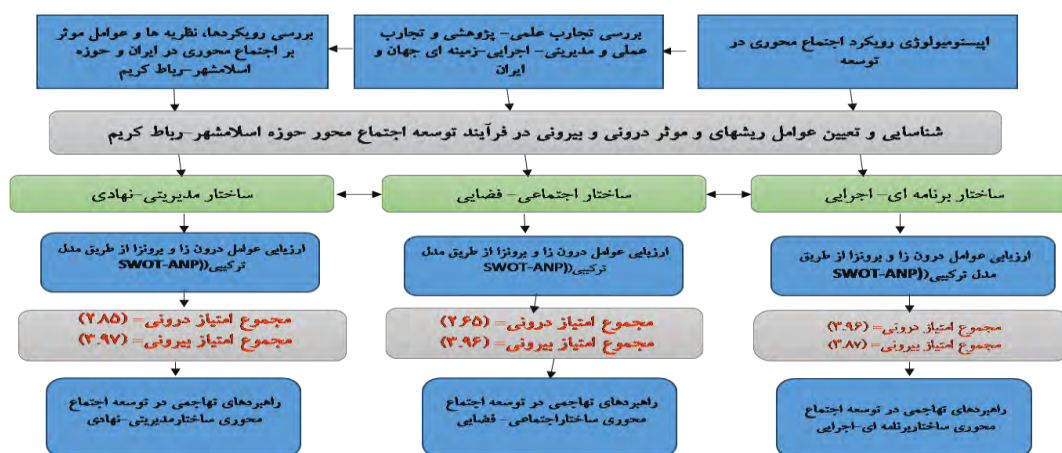 اپیستومیولوژی رویکرد اجتماع محوری در
توسعه
بررسی تجارب علمی- پژوهشی و تجارب
عملی و مدیریتی- اجرایی-زمینه ای جهان و
ایران
بررسی رویکردها، نظریه ها و عوامل موثر
بر اجتماع محوری در ایران و حوزه
اسلامشهر-رباط کریم
شناسایی و تعیین عوامل ریشهای و موثر درونی و بیرونی در فرآیند توسعه اجتماع محور حوزه اسلامشهر-رباط کریم
ساختار برنامه ای- اجرایی
ساختار اجتماعی- فضایی
ساختار مدیریتی-نهادی
ارزیابی عوامل درون زا و برونزا از طریق
مدل ترکیبی((SWOT-ANP
ارزیابی عوامل درون زا و برونزا از طریق مدل
ترکیبی((SWOT-ANP
ارزیابی عوامل درون زا و برونزا از طریق مدل
ترکیبی((SWOT-ANP
مجموع امتیاز درونی= (۳.۹۶)
مجموع امتیاز بیرونی= (۳.۸۷)
مجموع امتیاز درونی= (۲.۶۵)
مجموع امتیاز بیرونی= (۳.۹۶)
مجموع امتیاز درونی= (۲.۸۵)
مجموع امتیاز بیرونی= (۳.۹۷)
راهبردهای تهاجمی در توسعه اجتماع
محوری ساختاربرنامه ای-اجرایی
راهبردهای تهاجمی در توسعه اجتماع
محوری ساختاراجتماعی- فضایی
راهبردهای تهاجمی در توسعه اجتماع
محوری ساختارمدیریتی-نهادی